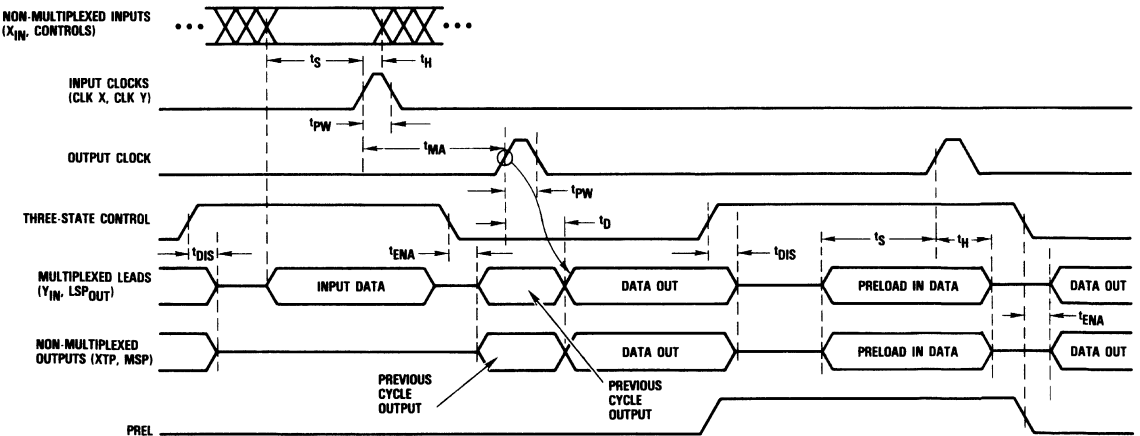 NON-MULTIPLEXED INPUTS
(XIN, CONTROLS)
tS
tH
INPUT CLOCKS
(CLK X, CLK Y)
tPW
tMA
OUTPUT CLOCK
tPW
THREE-STATE CONTROL
tD
tDIS
tENA
tDIS
tS
tH
MULTIPLEXED LEADS
(YIN, LSPOUT)
INPUT DATA
DATA OUT
PRELOAD IN DATA
DATA OUT
tENA
NON-MULTIPLEXED
OUTPUTS (XTP, MSP)
DATA OUT
PRELOAD IN DATA
DATA OUT
PREVIOUS
CYCLE
OUTPUT
PREVIOUS
CYCLE
OUTPUT
PREL